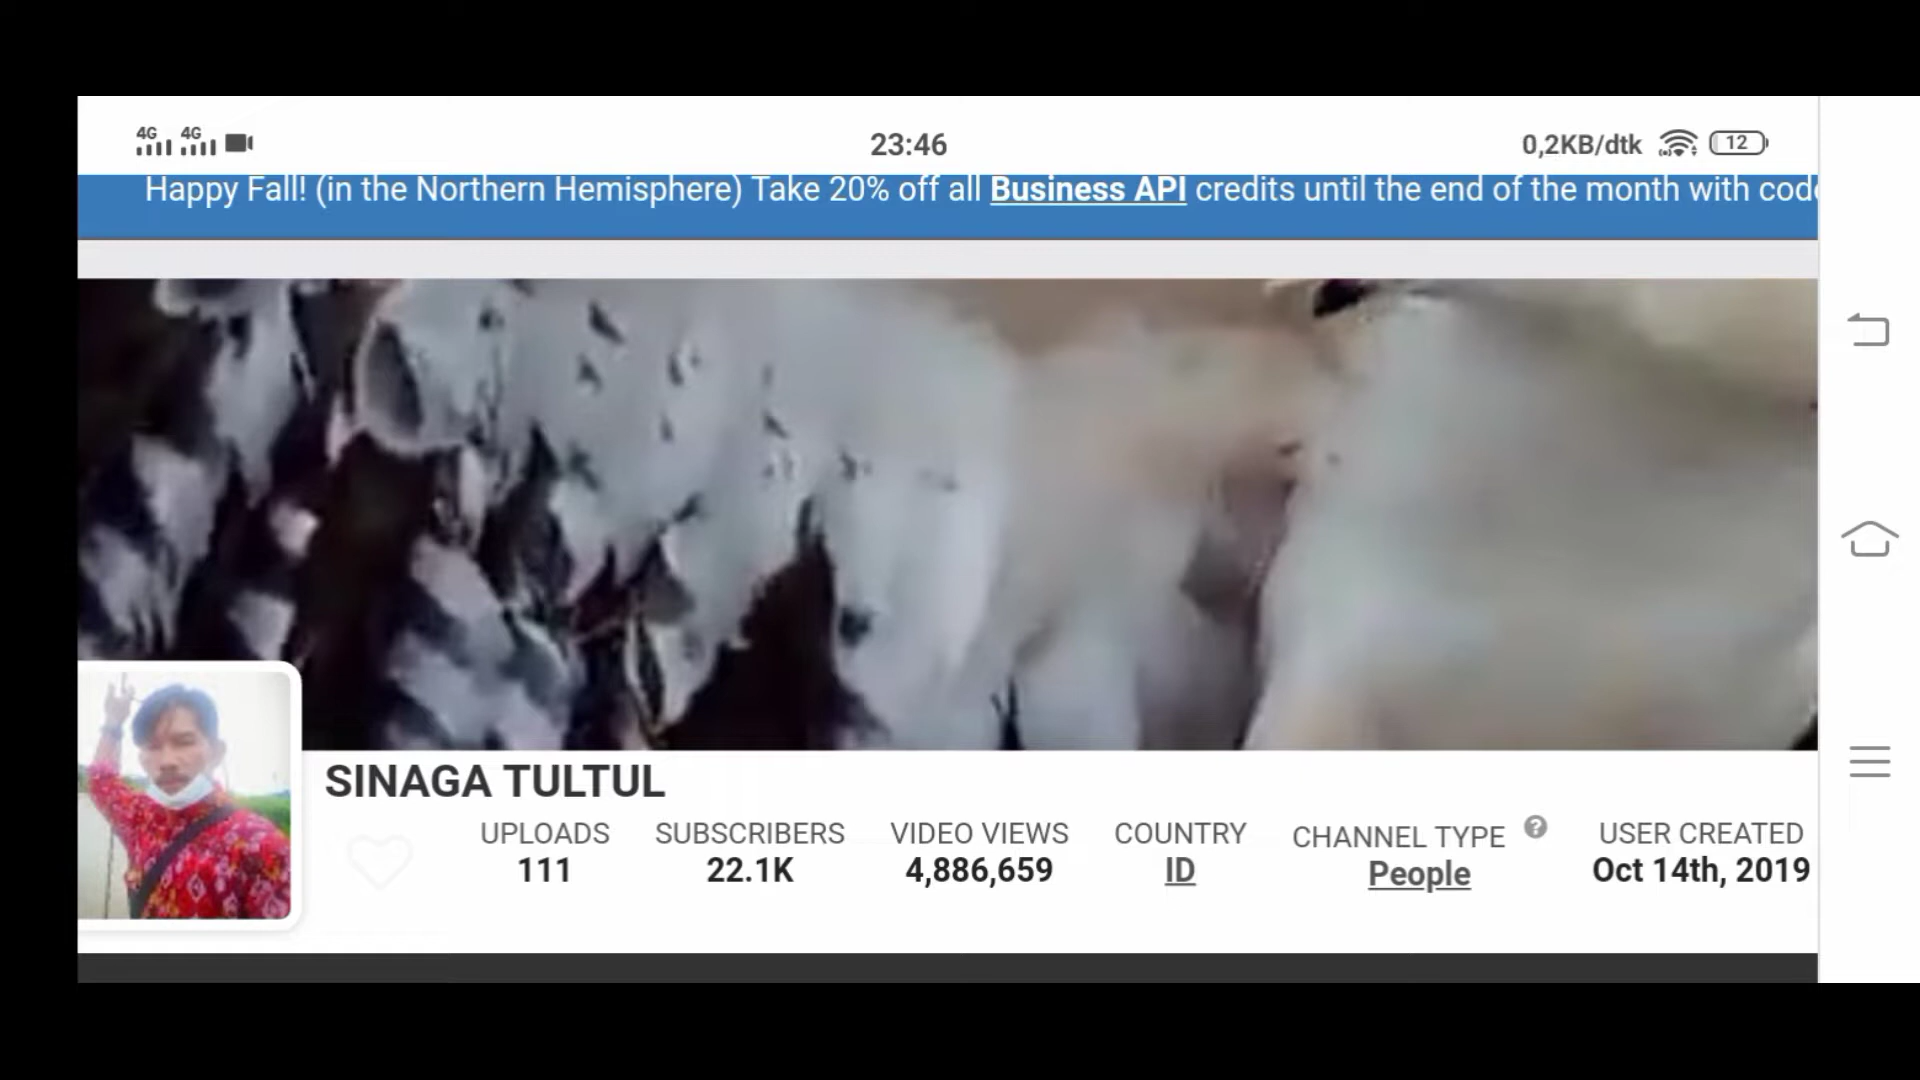 4G 4G 23:46 0,2KB/dtk 12
Happy Fall! (in the Northern Hemisphere) Take 20% off all Business API credits until the end of the month with
SINAGA TULTUL
UPLOADS SUBSCRIBERS VIDEO VIEWS COUNTRY CHANNEL TYPE ? USER CREATED
111 22.1K 4,886,659 ID People Oct 14th, 2019